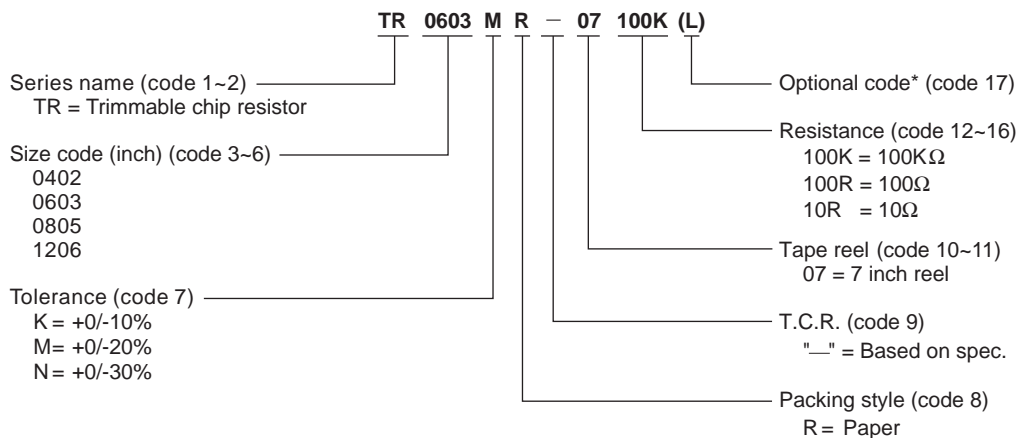 TR 0603 M R — 07 100K (L)
Series name (code 1~2)
TR = Trimmable chip resistor
Size code (inch) (code 3~6)
0402
0603
0805
1206
Tolerance (code 7)
K = +0/-10%
M= +0/-20%
N = +0/-30%
Optional code* (code 17)
Resistance (code 12~16)
100K = 100KΩ
100R = 100Ω
10R = 10Ω
Tape reel (code 10~11)
07 = 7 inch reel
T.C.R. (code 9)
"—" = Based on spec.
Packing style (code 8)
R = Paper